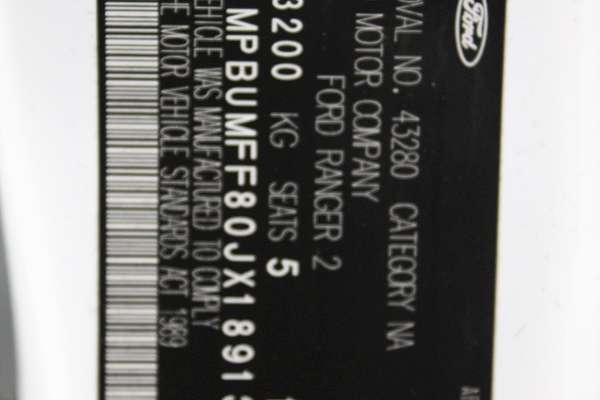 Ford
OVAL NO. 43280 CATEGORY NA
MOTOR COMPANY
FORD RANGER 2
3200 KG SEATS 5
MPBUMFF80JX1891
VEHICLE WAS MANUFACTURED TO COMPLY
THE MOTOR VEHICLE STANDARDS ACT 1989